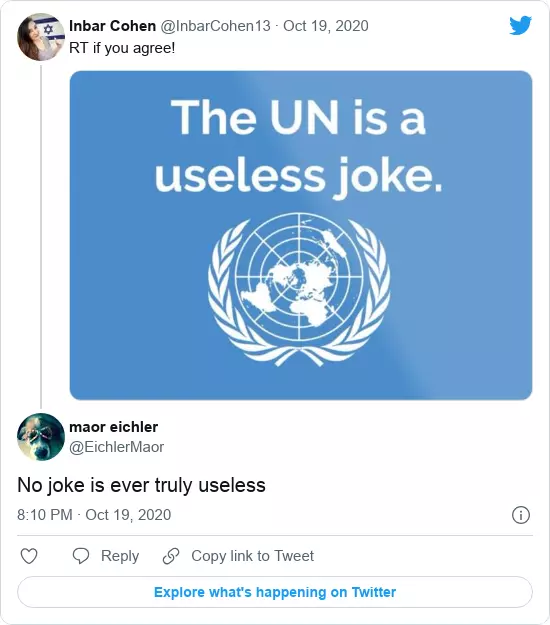 Inbar Cohen @InbarCohen13 · Oct 19, 2020
RT if you agree!
The UN is a
useless joke.
maor eichler
@EichlerMaor
No joke is ever truly useless
8:10 PM · Oct 19, 2020
Reply
Copy link to Tweet
Explore what's happening on Twitter